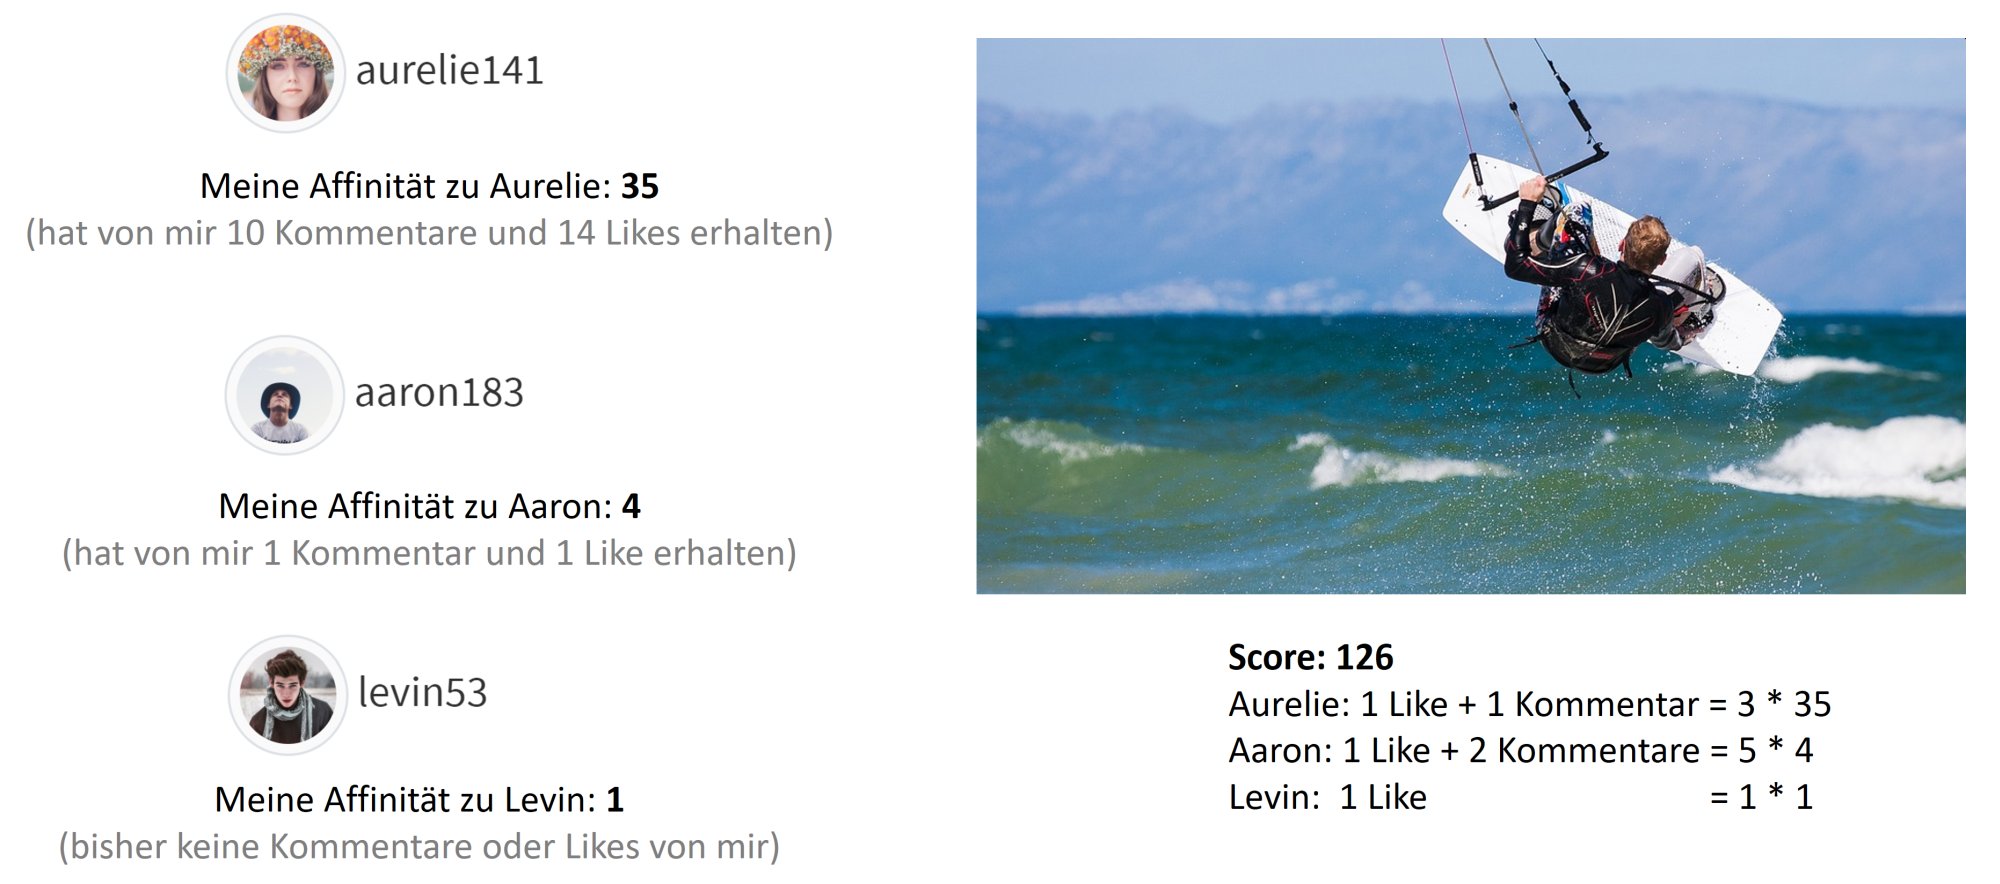 aurelie141
Meine Affinität zu Aurelie: 35
(hat von mir 10 Kommentare und 14 Likes erhalten)
aaron183
Meine Affinität zu Aaron: 4
(hat von mir 1 Kommentar und 1 Like erhalten)
levin53
Meine Affinität zu Levin: 1
(bisher keine Kommentare oder Likes von mir)
Score: 126
Aurelie: 1 Like + 1 Kommentar = 3 * 35
Aaron: 1 Like + 2 Kommentare = 5 * 4
Levin: 1 Like = 1 * 1